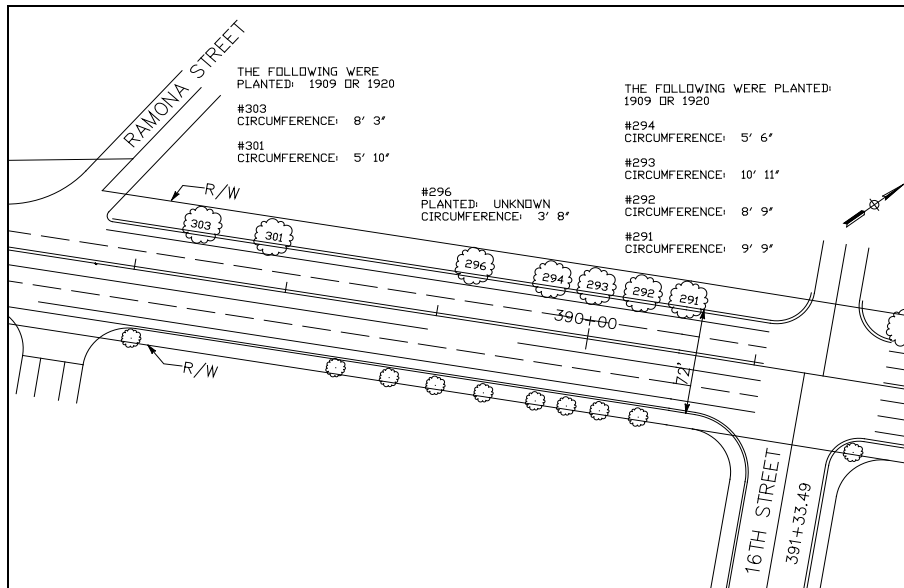 RAMONA STREET
THE FOLLOWING WERE
PLANTED: 1909 OR 1920
#303
CIRCUMFERENCE: 8' 3"
#301
CIRCUMFERENCE: 5' 10"
#296
PLANTED: UNKNOWN
CIRCUMFERENCE: 3' 8"
THE FOLLOWING WERE PLANTED:
1909 OR 1920
#294
CIRCUMFERENCE: 5' 6"
#293
CIRCUMFERENCE: 10' 11"
#292
CIRCUMFERENCE: 8' 9"
#291
CIRCUMFERENCE: 9' 9"
R/W
303
301
296
294
293
292
291
390+00
72'
R/W
16TH STREET
391+33.49